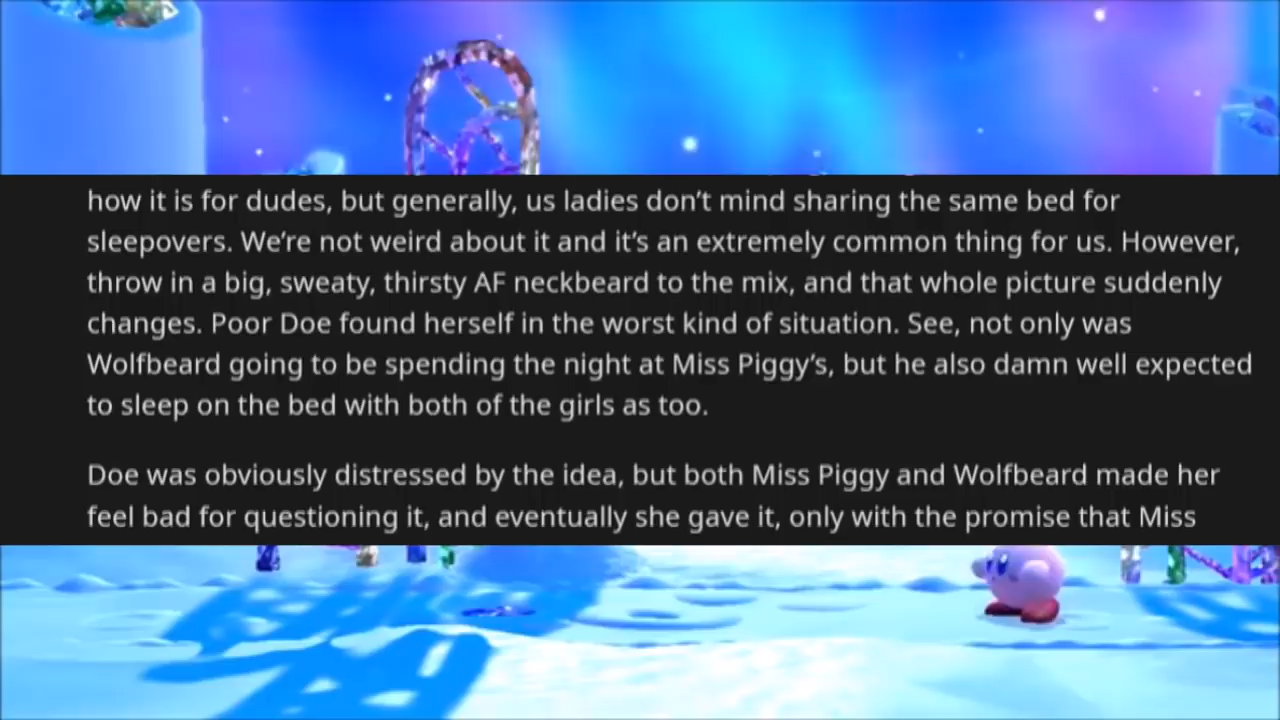 how it is for dudes, but generally, us ladies don’t mind sharing the same bed for
sleepovers. We’re not weird about it and it’s an extremely common thing for us. However,
throw in a big, sweaty, thirsty AF neckbeard to the mix, and that whole picture suddenly
changes. Poor Doe found herself in the worst kind of situation. See, not only was
Wolfbeard going to be spending the night at Miss Piggy’s, but he also damn well expected
to sleep on the bed with both of the girls as too.
Doe was obviously distressed by the idea, but both Miss Piggy and Wolfbeard made her
feel bad for questioning it, and eventually she gave it, only with the promise that Miss